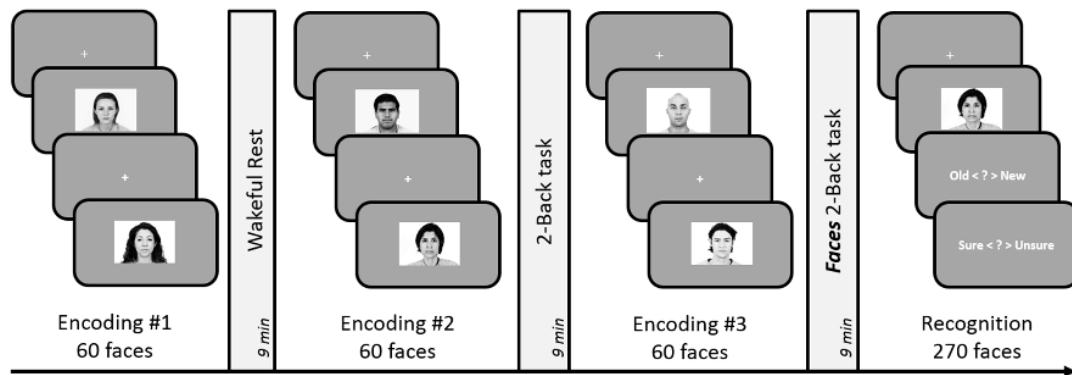 Wakeful Rest
9 min
2-Back task
9 min
Faces 2-Back task
9 min
Old < ? > New
Sure < ? > Unsure
Encoding #1
60 faces
Encoding #2
60 faces
Encoding #3
60 faces
Recognition
270 faces